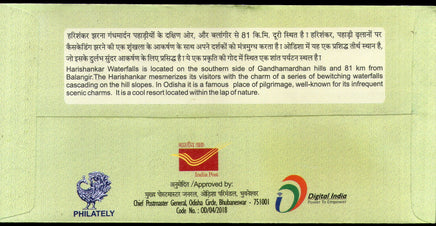 हरिशंकर झरना गंधमार्दन पहाड़ीयों के दक्षिण ओर, और बलांगीर से 81 कि.मि. दूरी स्थित है। हरिशंकर, पहाड़ी ढ़लानों पर
कैसकेडिंग झरने की एक शृंखला के आकर्षण के साथ अपने दर्शकों को मंत्रमुग्ध करता है। ओडिशा में यह एक प्रसिद्ध तीर्थ स्थान है,
जो इसके दुर्लभ सुंदर आकर्षण के लिए प्रसिद्ध है। ये एक प्रकृति की गोद में स्थित एक शांत पर्यटन स्थल है।
Harishankar Waterfalls is located on the southern side of Gandhamardhan hills and 81 km from
Balangir.The Harishankar mesmerizes its visitors with the charm of a series of bewitching waterfalls
cascading on the hill slopes. In Odisha it is a famous place of pilgrimage, well-known for its infrequent
scenic charms. It is a cool resort located within the lap of nature.
भारतीय डाक
India Post
अनुमोदित /Approved by:
मुख्य पोस्टमास्टर जनरल, ओड़िशा परिमंडल, भुवनेश्वर
Chief Postmaster General, Odisha Circle, Bhubaneswar - 751001
Code No. : OD/04/2018
PHILATELY
Digital India
Power To Empower